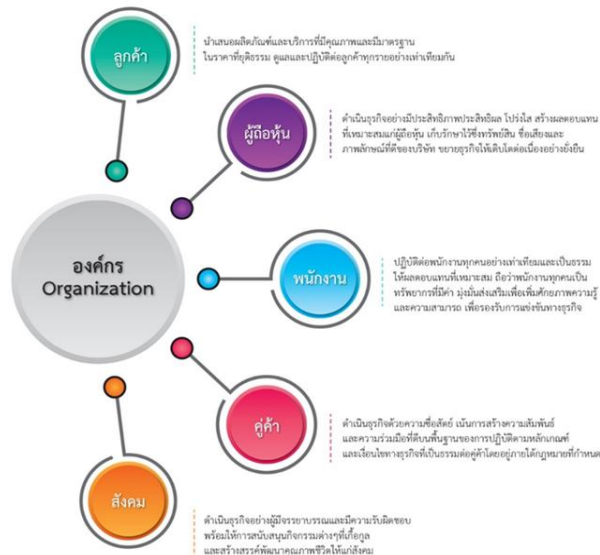 ลูกค้า
นำเสนอผลิตภัณฑ์และบริการที่มีคุณภาพและมีมาตรฐาน
ในราคาที่ยุติธรรม ดูแลและปฏิบัติต่อลูกค้าทุกรายอย่างเท่าเทียมกัน
ผู้ถือหุ้น
ดำเนินธุรกิจอย่างมีประสิทธิภาพประสิทธิผล โปร่งใส สร้างผลตอบแทน
ที่เหมาะสมแก่ผู้ถือหุ้น เก็บรักษาไว้ซึ่งทรัพย์สิน ชื่อเสียงและ
ภาพลักษณ์ที่ดีของบริษัท ขยายธุรกิจให้เติบโตต่อเนื่องอย่างยั่งยืน
องค์กร
Organization
พนักงาน
ปฏิบัติต่อพนักงานทุกคนอย่างเท่าเทียมและเป็นธรรม
ให้ผลตอบแทนที่เหมาะสม ถือว่าพนักงานทุกคนเป็น
ทรัพยากรที่มีค่า มุ่งมั่นส่งเสริมเพื่อเพิ่มศักยภาพความรู้
และความสามารถ เพื่อรองรับการแข่งขันทางธุรกิจ
คู่ค้า
ดำเนินธุรกิจด้วยความซื่อสัตย์ เน้นการสร้างความสัมพันธ์
และความร่วมมือที่ดีบนพื้นฐานของการปฏิบัติตามหลักเกณฑ์
และเงื่อนไขทางธุรกิจที่เป็นธรรมต่อคู่ค้าโดยอยู่ภายใต้กฎหมายที่กำหนด
สังคม
ดำเนินธุรกิจอย่างผู้มีจรรยาบรรณและมีความรับผิดชอบ
พร้อมให้การสนับสนุนกิจกรรมต่างๆที่เกื้อกูล
และสร้างสรรค์พัฒนาคุณภาพชีวิตให้แก่สังคม